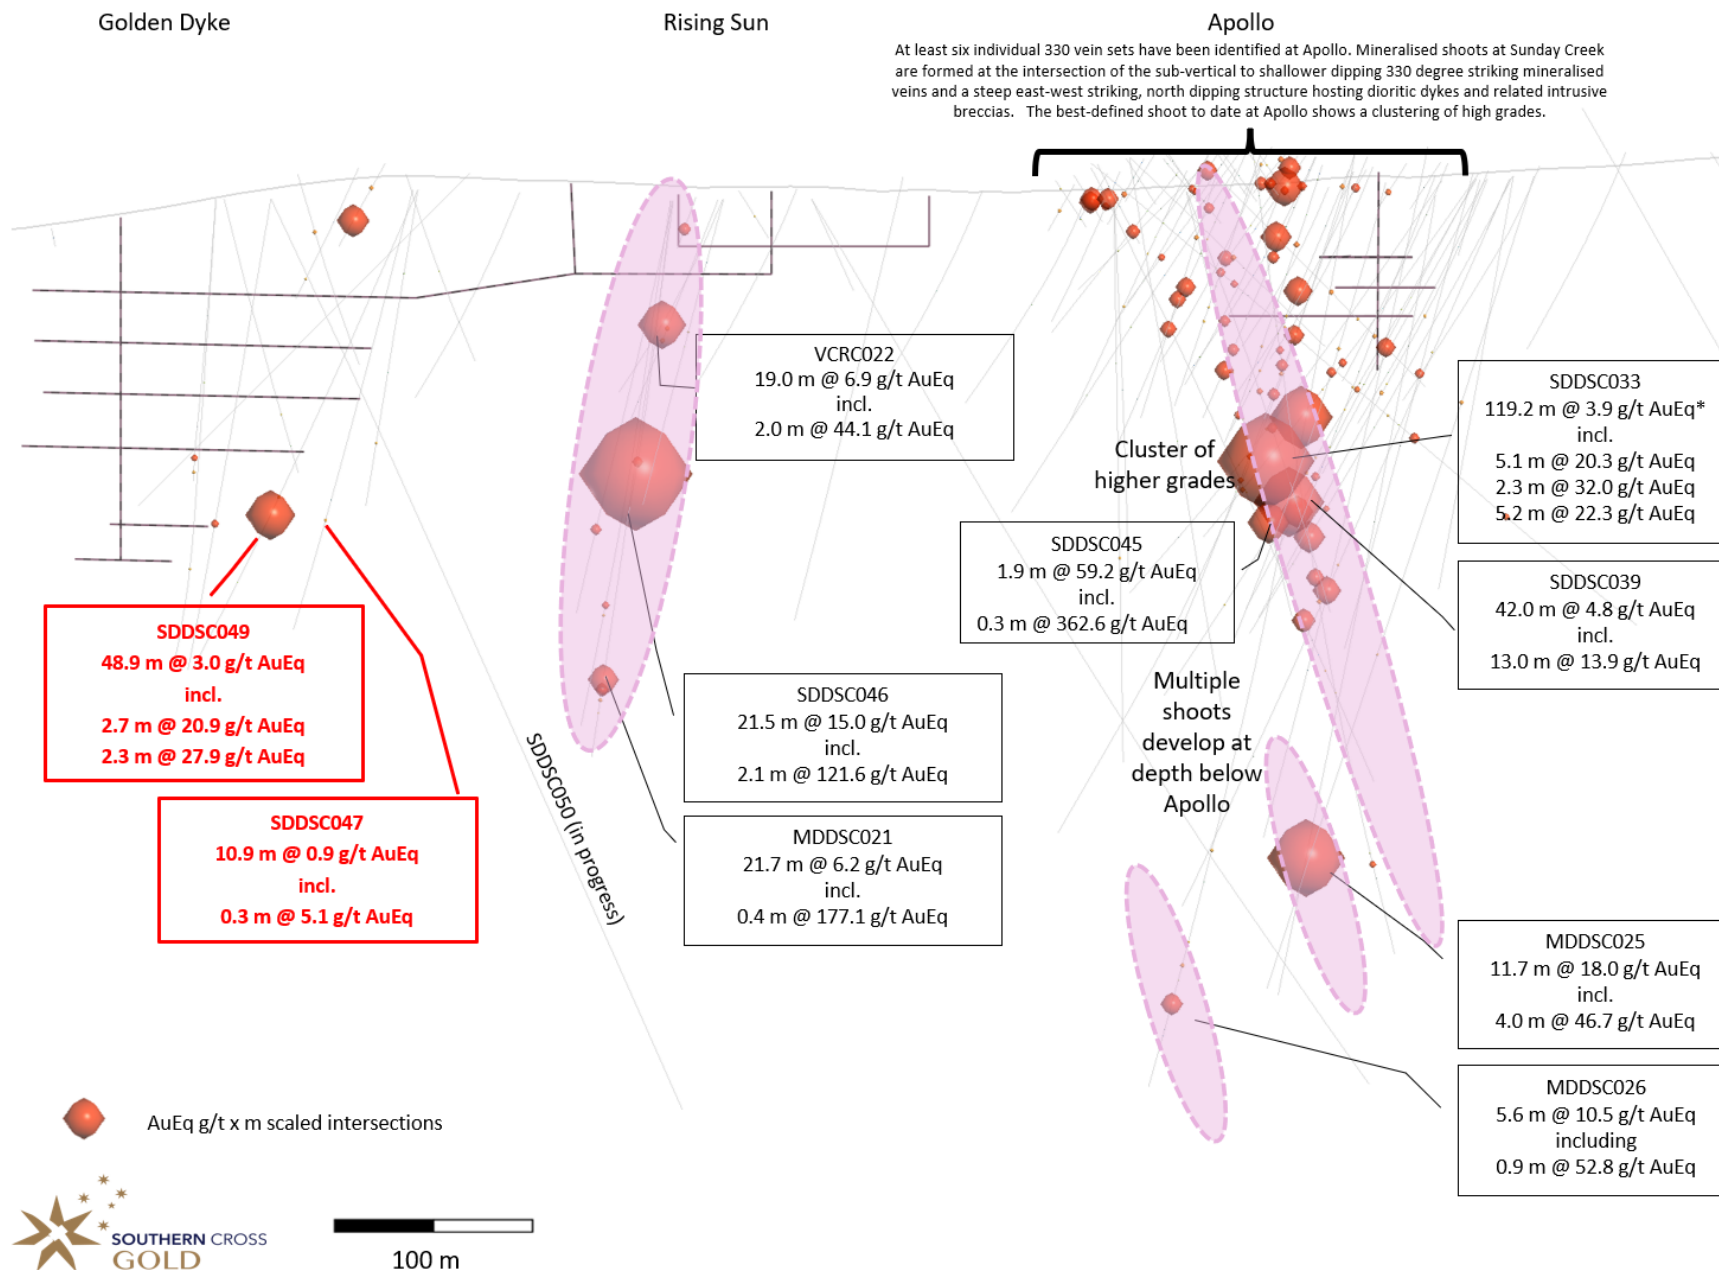 Golden Dyke
Rising Sun
Apollo
At least six individual 330 vein sets have been identified at Apollo. Mineralised shoots at Sunday Creek
are formed at the intersection of the sub-vertical to shallower dipping 330 degree striking mineralised
veins and a steep east-west striking, north dipping structure hosting dioritic dykes and related intrusive
breccias. The best-defined shoot to date at Apollo shows a clustering of high grades.
VCRC022
19.0 m @ 6.9 g/t AuEq
incl.
2.0 m @ 44.1 g/t AuEq
Cluster of
higher grades
SDDSC033
119.2 m @ 3.9 g/t AuEq*
incl.
5.1 m @ 20.3 g/t AuEq
2.3 m @ 32.0 g/t AuEq
5.2 m @ 22.3 g/t AuEq
SDDSC045
1.9 m @ 59.2 g/t AuEq
incl.
0.3 m @ 362.6 g/t AuEq
SDDSC039
42.0 m @ 4.8 g/t AuEq
incl.
13.0 m @ 13.9 g/t AuEq
SDDSC049
48.9 m @ 3.0 g/t AuEq
incl.
2.7 m @ 20.9 g/t AuEq
2.3 m @ 27.9 g/t AuEq
SDDSC047
10.9 m @ 0.9 g/t AuEq
incl.
0.3 m @ 5.1 g/t AuEq
SDDSC050 (in progress)
SDDSC046
21.5 m @ 15.0 g/t AuEq
incl.
2.1 m @ 121.6 g/t AuEq
MDDSC021
21.7 m @ 6.2 g/t AuEq
incl.
0.4 m @ 177.1 g/t AuEq
Multiple
shoots
develop at
depth below
Apollo
MDDSC025
11.7 m @ 18.0 g/t AuEq
incl.
4.0 m @ 46.7 g/t AuEq
MDDSC026
5.6 m @ 10.5 g/t AuEq
including
0.9 m @ 52.8 g/t AuEq
AuEq g/t x m scaled intersections
SOUTHERN CROSS
GOLD
100 m